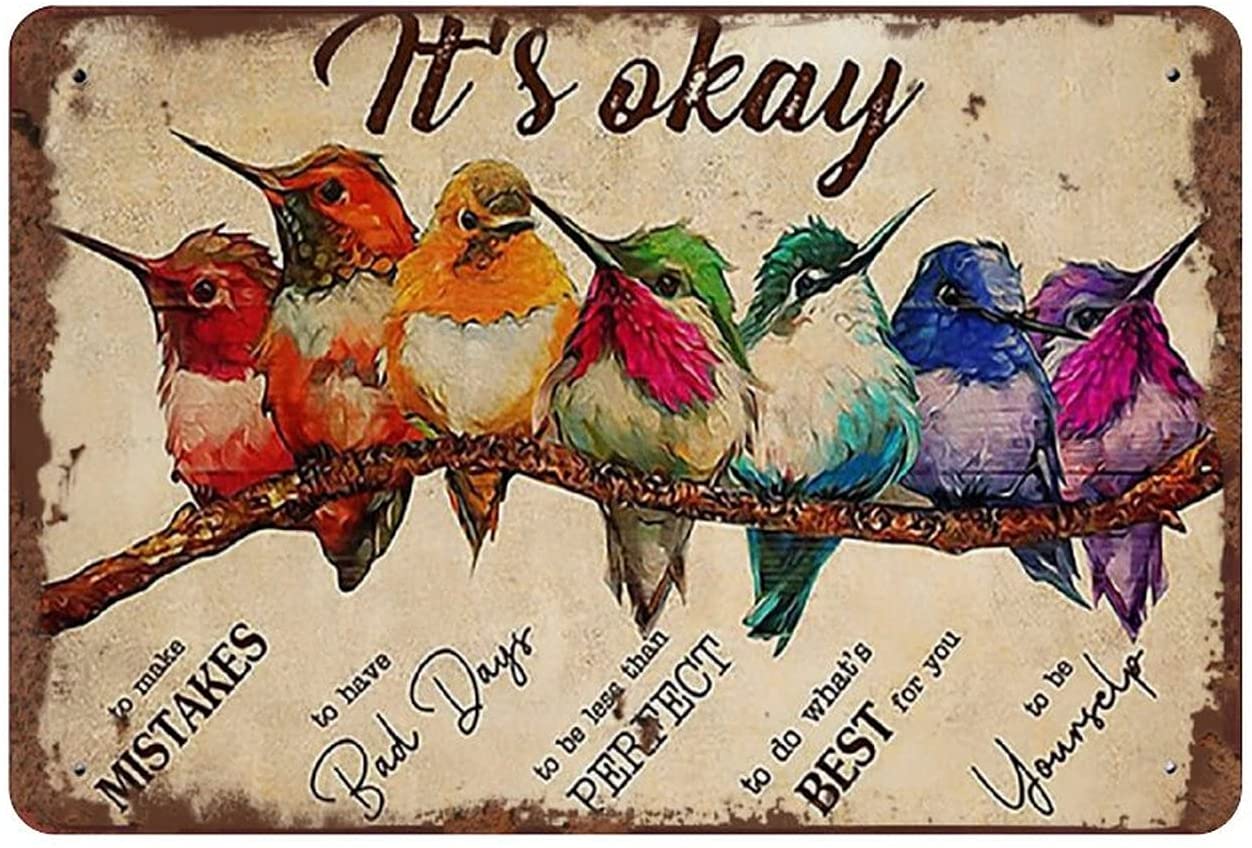 It's okay
to make
MISTAKES
to have
Bad Days
to be less than
PERFECT
to do what's
BEST for you
to be
Yourself